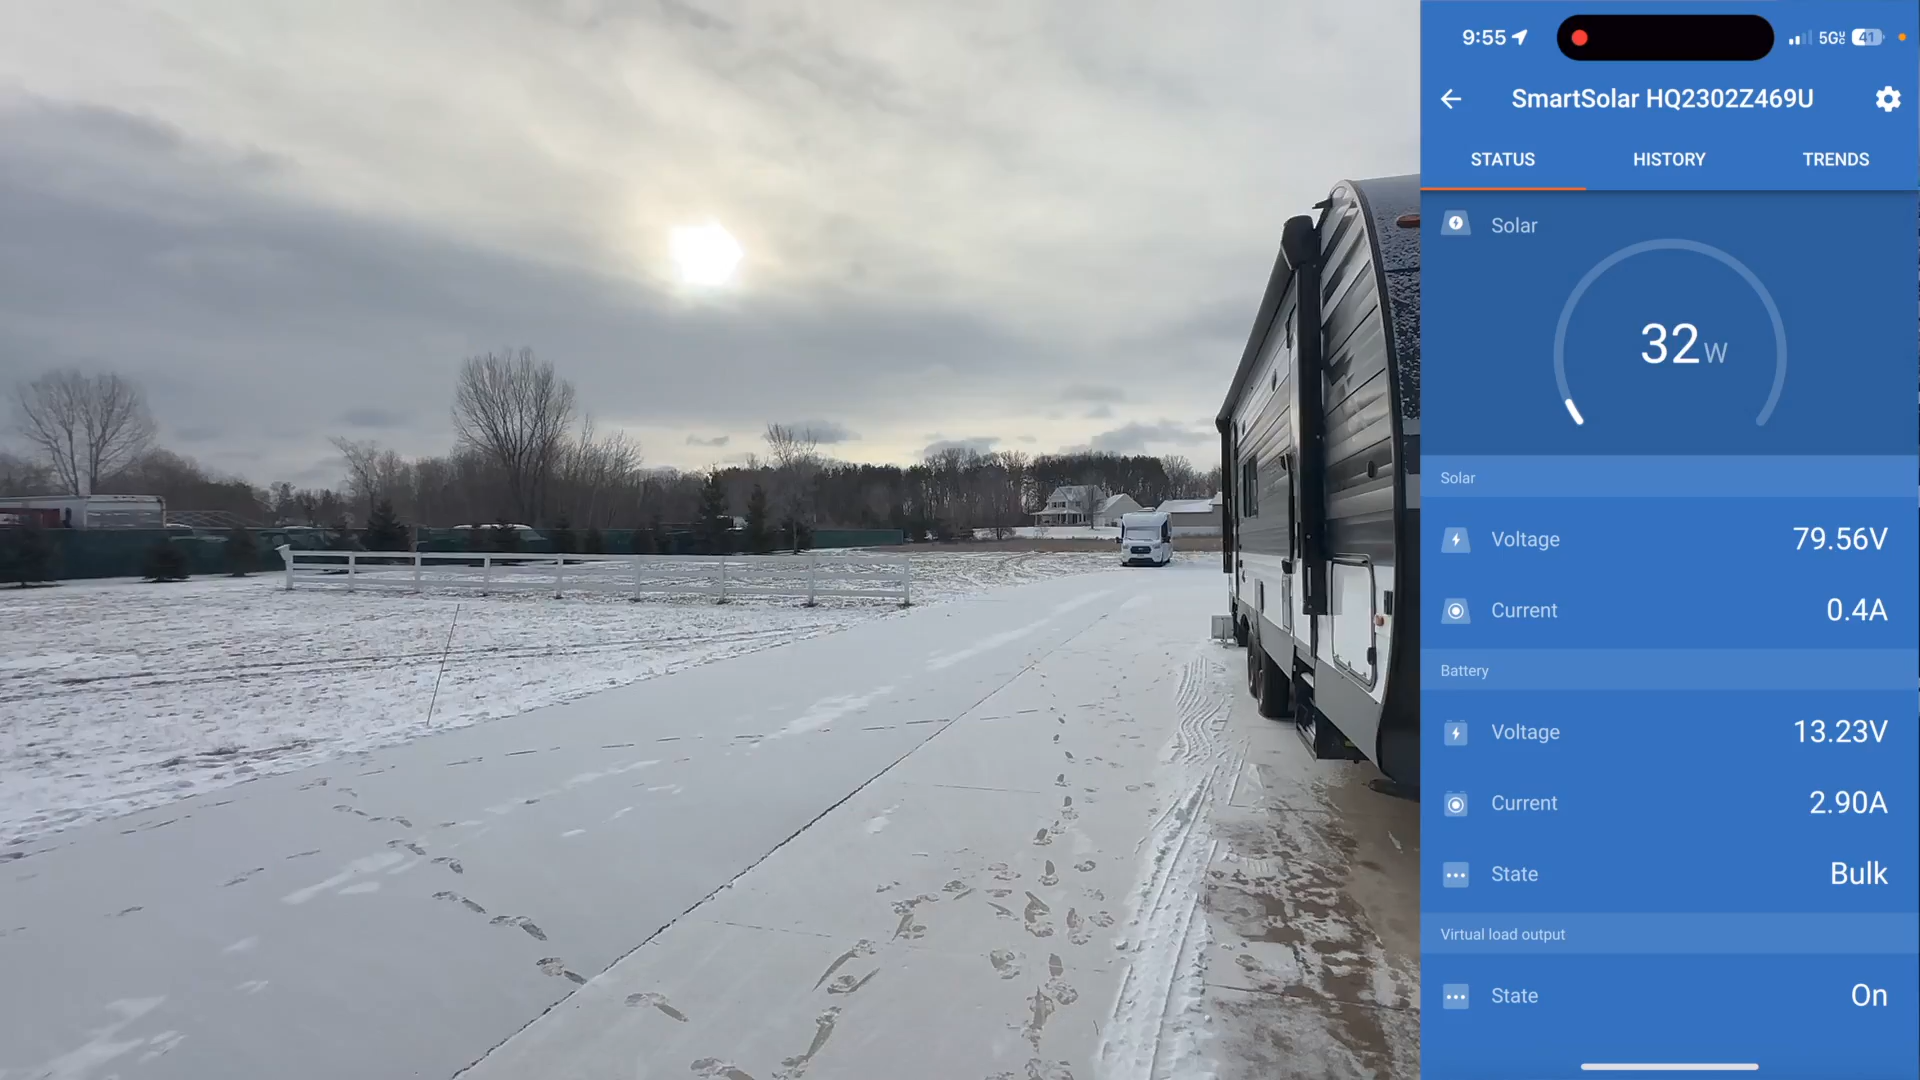 9:55 5G 41
SmartSolar HQ2302Z469U
STATUS HISTORY TRENDS
Solar
32W
Solar
Voltage 79.56V
Current 0.4A
Battery
Voltage 13.23V
Current 2.90A
State Bulk
Virtual load output
State On